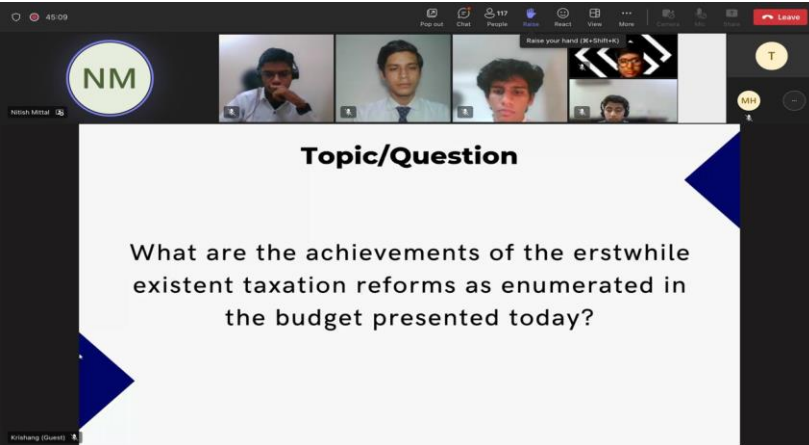 45:09
Pop out Chat 117 People Raise React View More Camera Mic Share Leave
Raise your hand (⌘+Shift+K)
NM
T
MH
Nitish Mittal
Topic/Question
What are the achievements of the erstwhile
existent taxation reforms as enumerated in
the budget presented today?
Krishang (Guest)